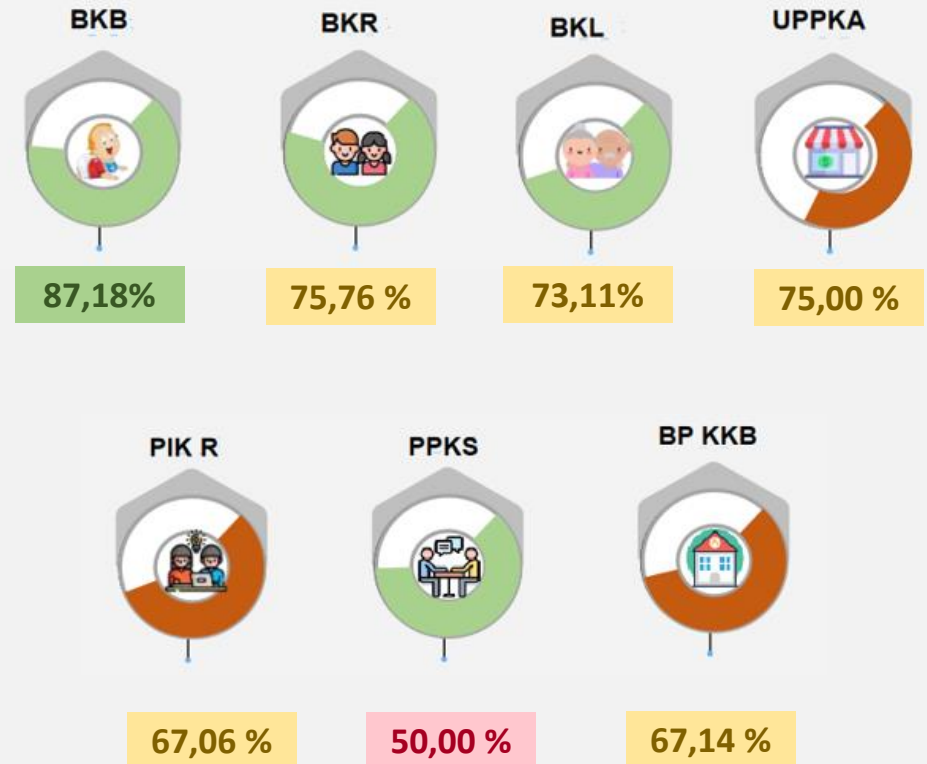 BKB
BKR
BKL
UPPKA
87,18%
75,76 %
73,11%
75,00 %
PIK R
PPKS
BP KKB
67,06 %
50,00 %
67,14 %